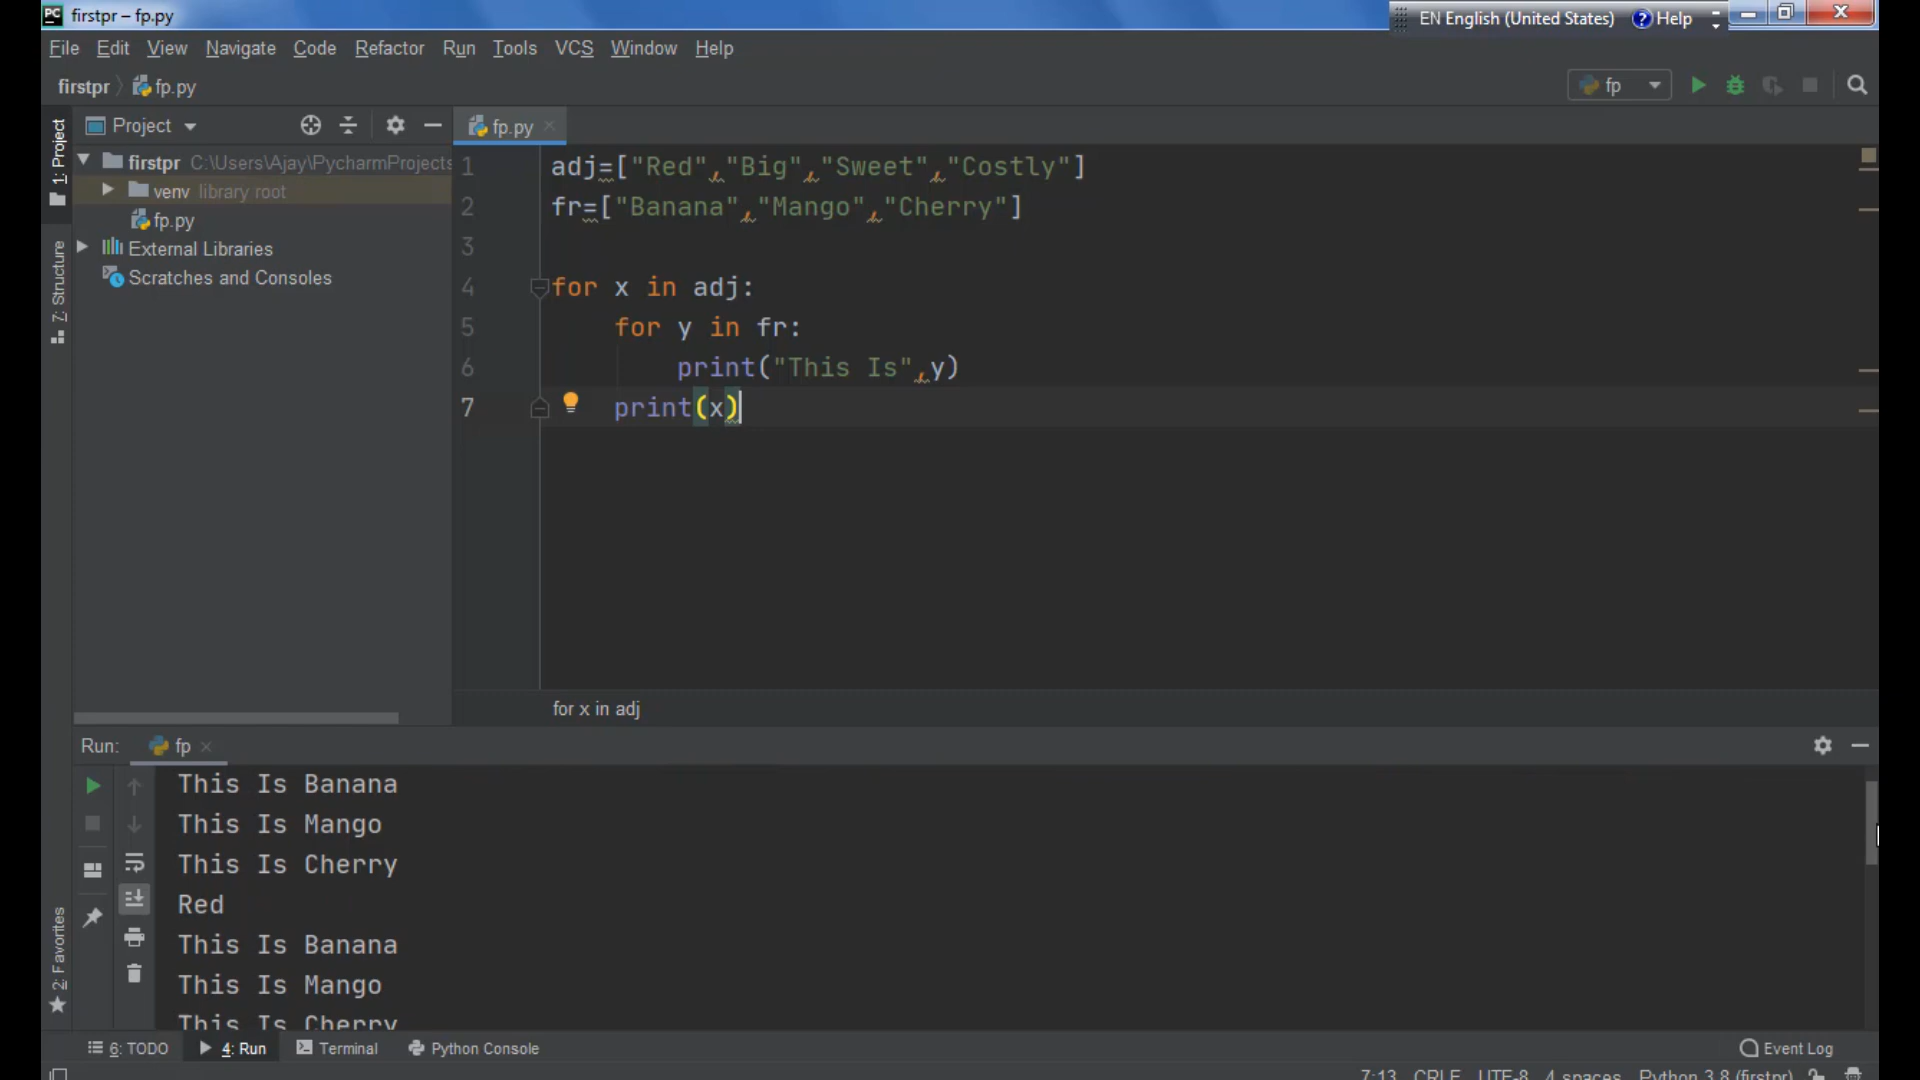 firstpr – fp.py
EN English (United States) Help
File Edit View Navigate Code Refactor Run Tools VCS Window Help
firstpr fp.py
fp
1: Project
Project
fp.py
firstpr C:\Users\Ajay\PycharmProjects
venv library root
fp.py
External Libraries
Scratches and Consoles
7: Structure
1 adj=["Red","Big","Sweet","Costly"]
2 fr=["Banana","Mango","Cherry"]
3
4 for x in adj:
5 for y in fr:
6 print("This Is",y)
7 print(x)
for x in adj
Run: fp
This Is Banana
This Is Mango
This Is Cherry
Red
This Is Banana
This Is Mango
This Is Cherry
2: Favorites
6: TODO 4: Run Terminal Python Console Event Log
7:13 CRLF UTF-8 4 spaces Python 3.8 (firstpr)